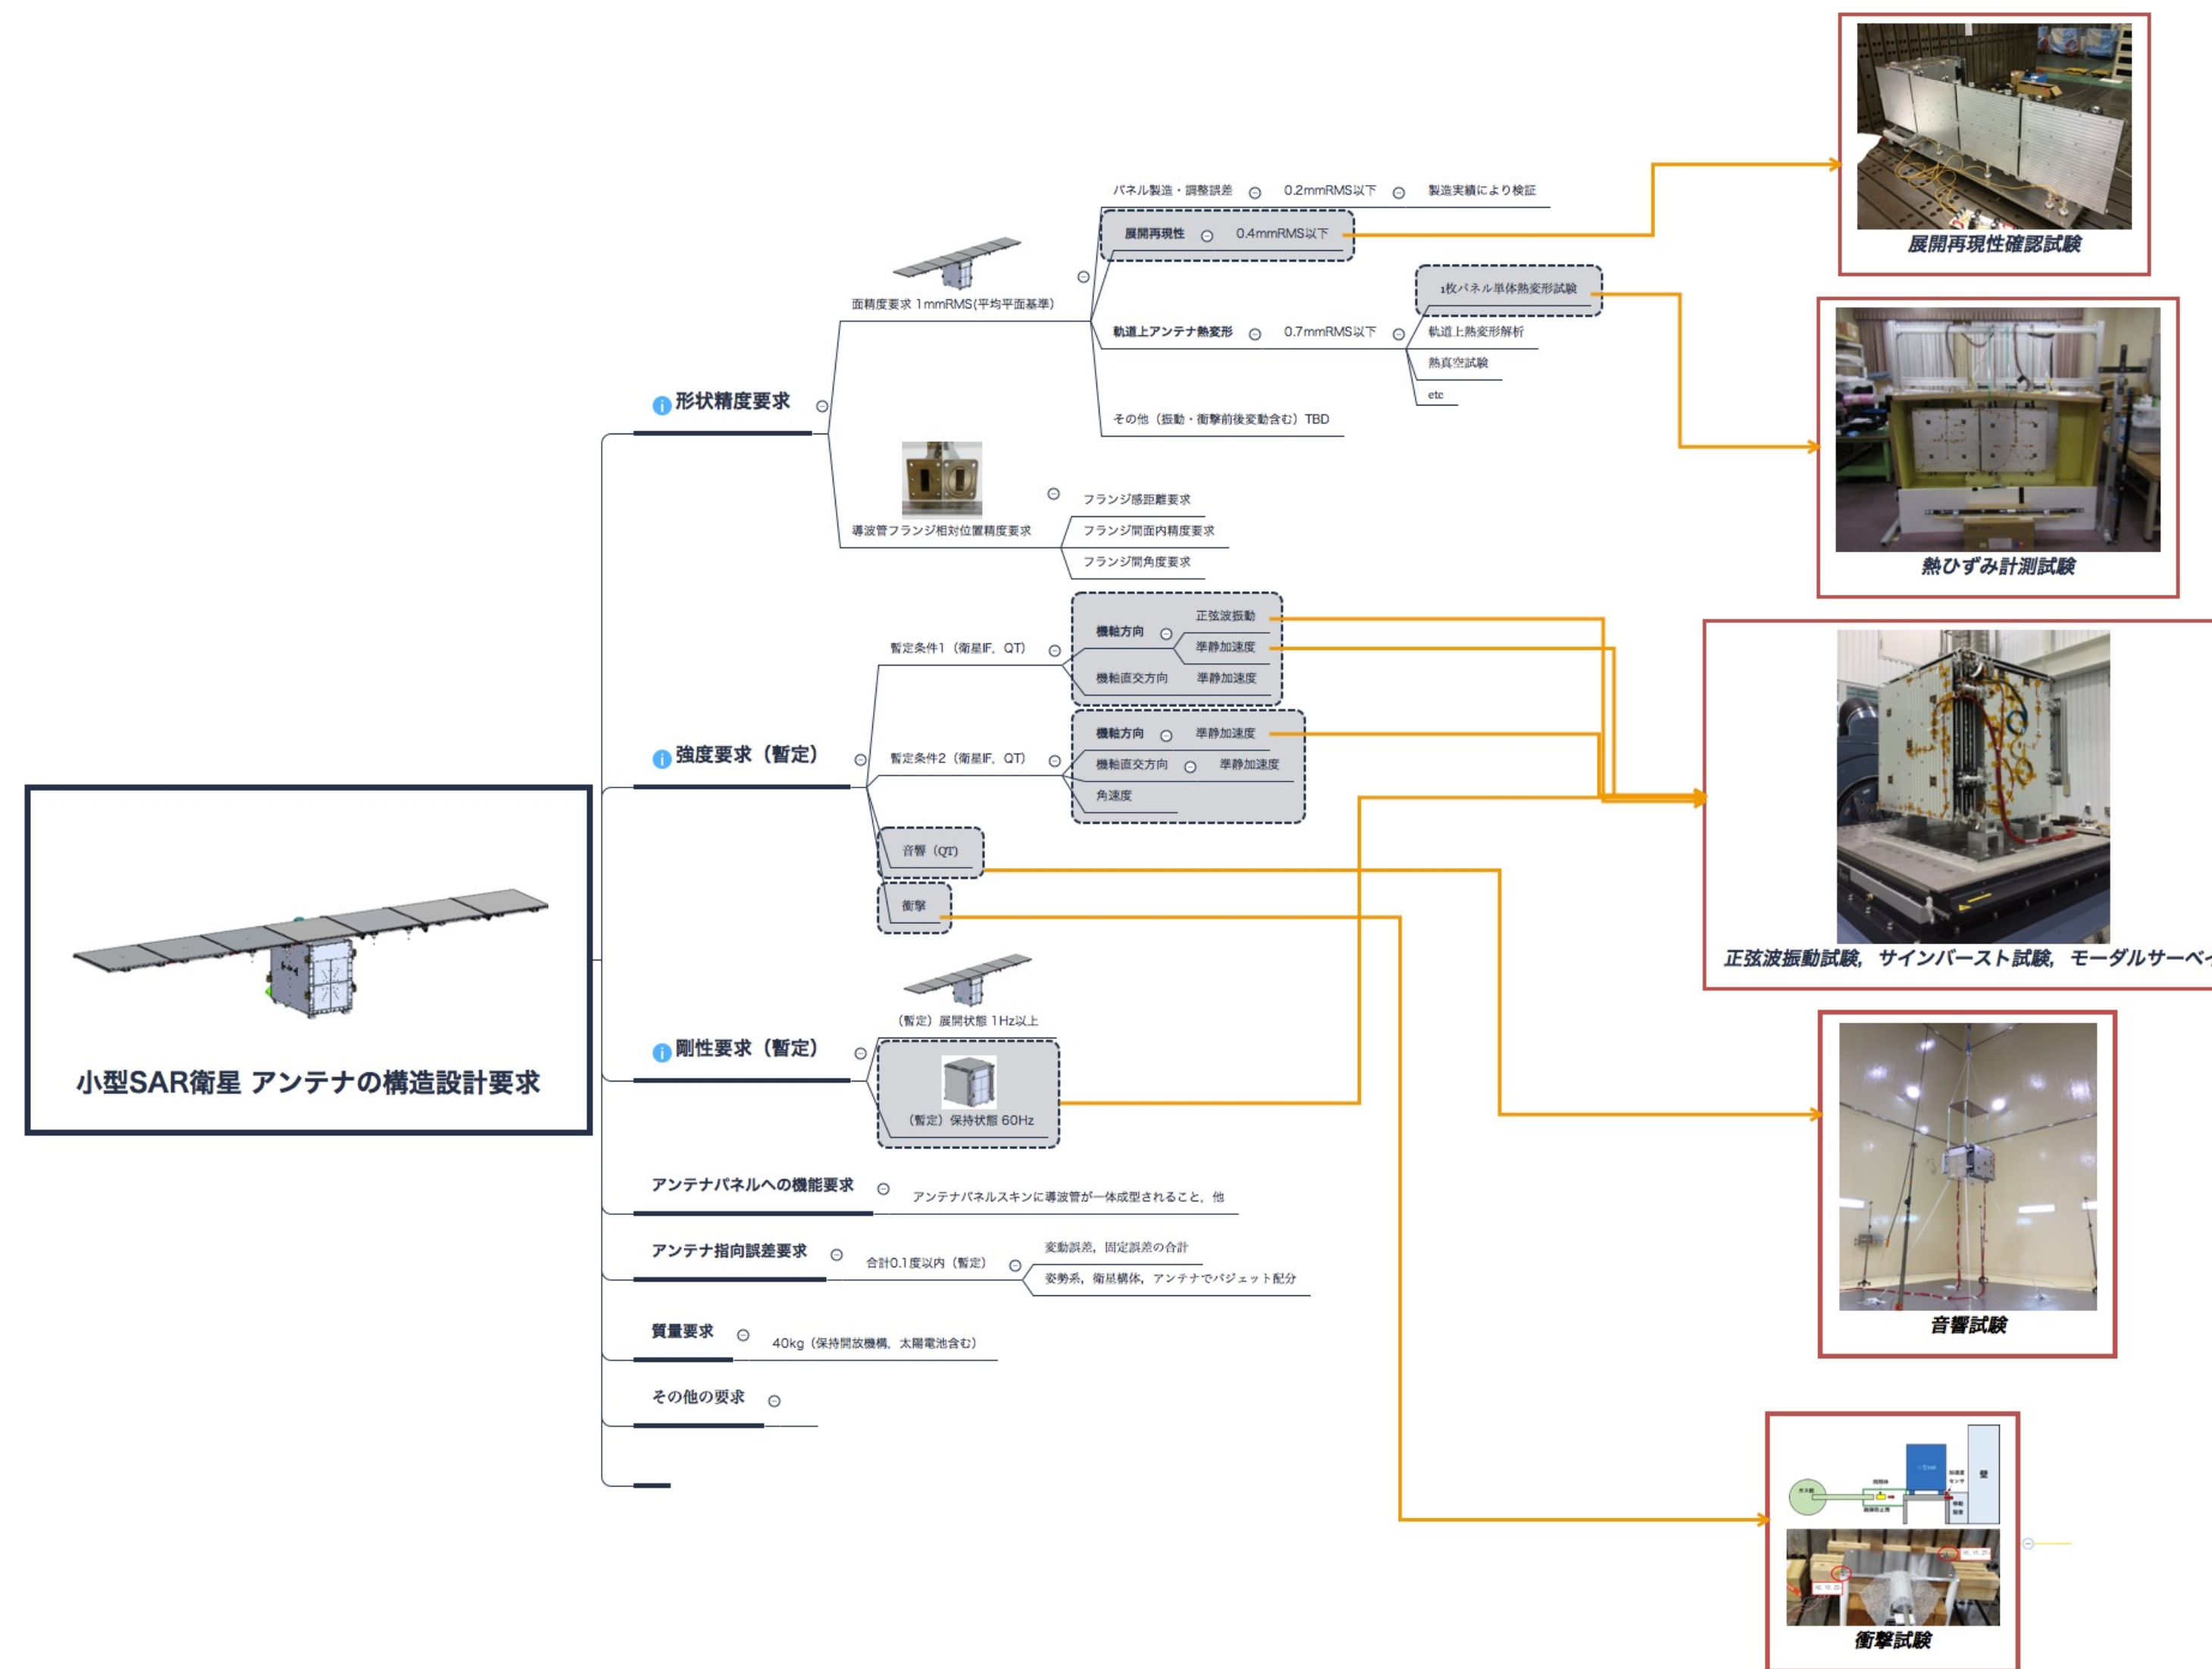 小型SAR衛星 アンテナの構造設計要求
形状精度要求
面精度要求 1mmRMS(平均平面基準)
パネル製造・調整誤差
0.2mmRMS以下
製造実績により検証
展開再現性
0.4mmRMS以下
軌道上アンテナ熱変形
0.7mmRMS以下
1枚パネル単体熱変形試験
軌道上熱変形解析
熱真空試験
etc
その他（振動・衝撃前後変動含む）TBD
導波管フランジ相対位置精度要求
フランジ感距離要求
フランジ間面内精度要求
フランジ間角度要求
強度要求（暫定）
暫定条件1（衛星IF，QT）
機軸方向
正弦波振動
準静加速度
機軸直交方向
準静加速度
暫定条件2（衛星IF，QT）
機軸方向
準静加速度
機軸直交方向
準静加速度
角速度
音響（QT）
衝撃
剛性要求（暫定）
（暫定）展開状態 1Hz以上
（暫定）保持状態 60Hz
アンテナパネルへの機能要求
アンテナパネルスキンに導波管が一体成型されること，他
アンテナ指向誤差要求
合計0.1度以内（暫定）
変動誤差，固定誤差の合計
姿勢系，衛星構体，アンテナでバジェット配分
質量要求
40kg（保持開放機構，太陽電池含む）
その他の要求
展開再現性確認試験
熱ひずみ計測試験
正弦波振動試験，サインバースト試験，モーダルサーベイ
音響試験
壁
衝撃試験